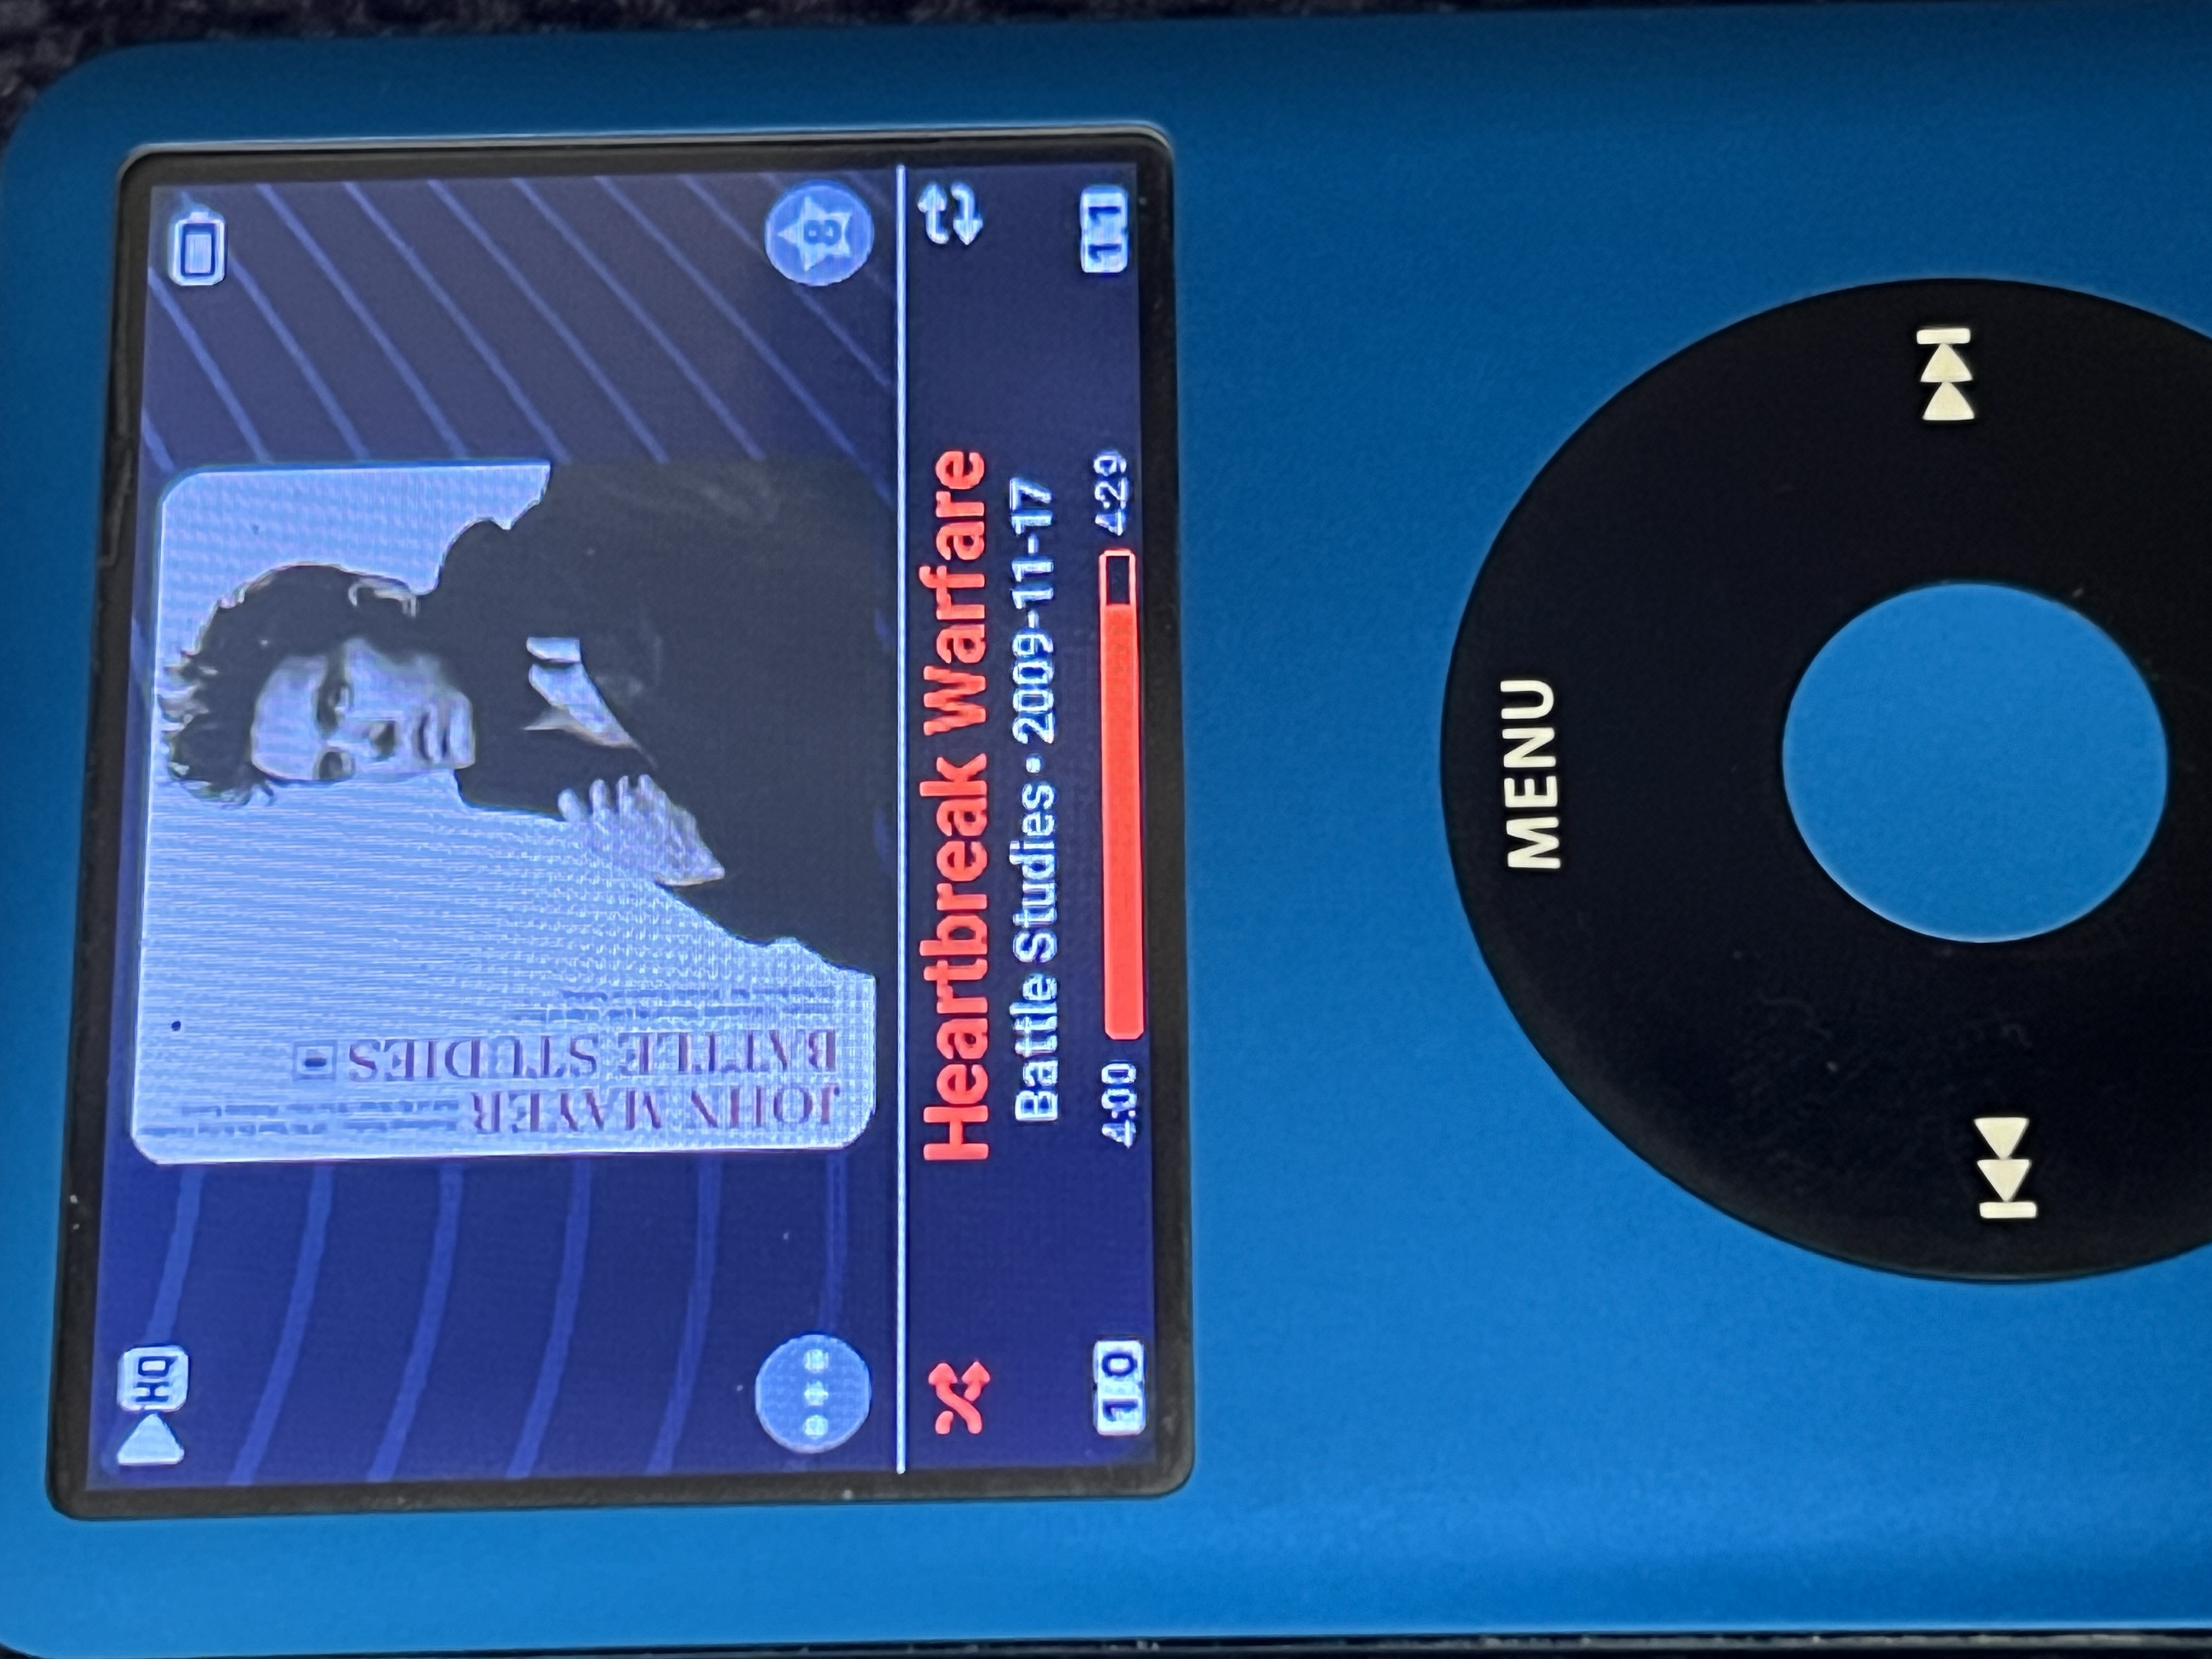 HQ
JOHN MAYER
BATTLE STUDIES
8
Heartbreak Warfare
Battle Studies • 2009-11-17
10 4:00 4:29 11
MENU